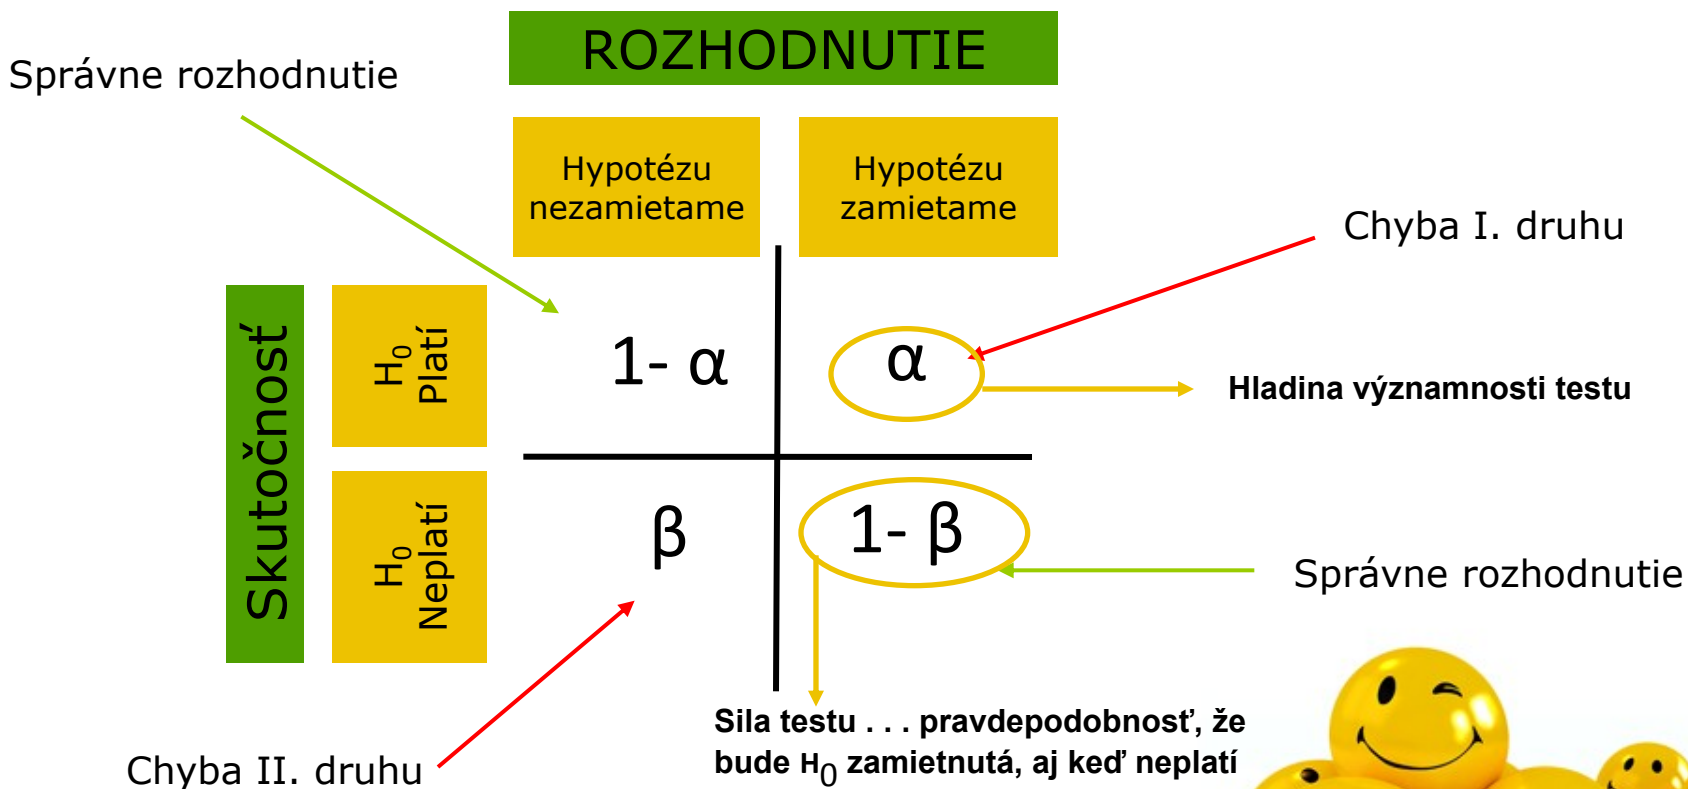 ROZHODNUTIE
Správne rozhodnutie
Hypotézu
nezamietame
Hypotézu
zamietame
Chyba I. druhu
Skutočnosť
H₀
Platí
1- α
α
Hladina významnosti testu
H₀
Neplatí
β
1- β
Správne rozhodnutie
Sila testu . . . pravdepodobnosť, že
bude H₀ zamietnutá, aj keď neplatí
Chyba II. druhu